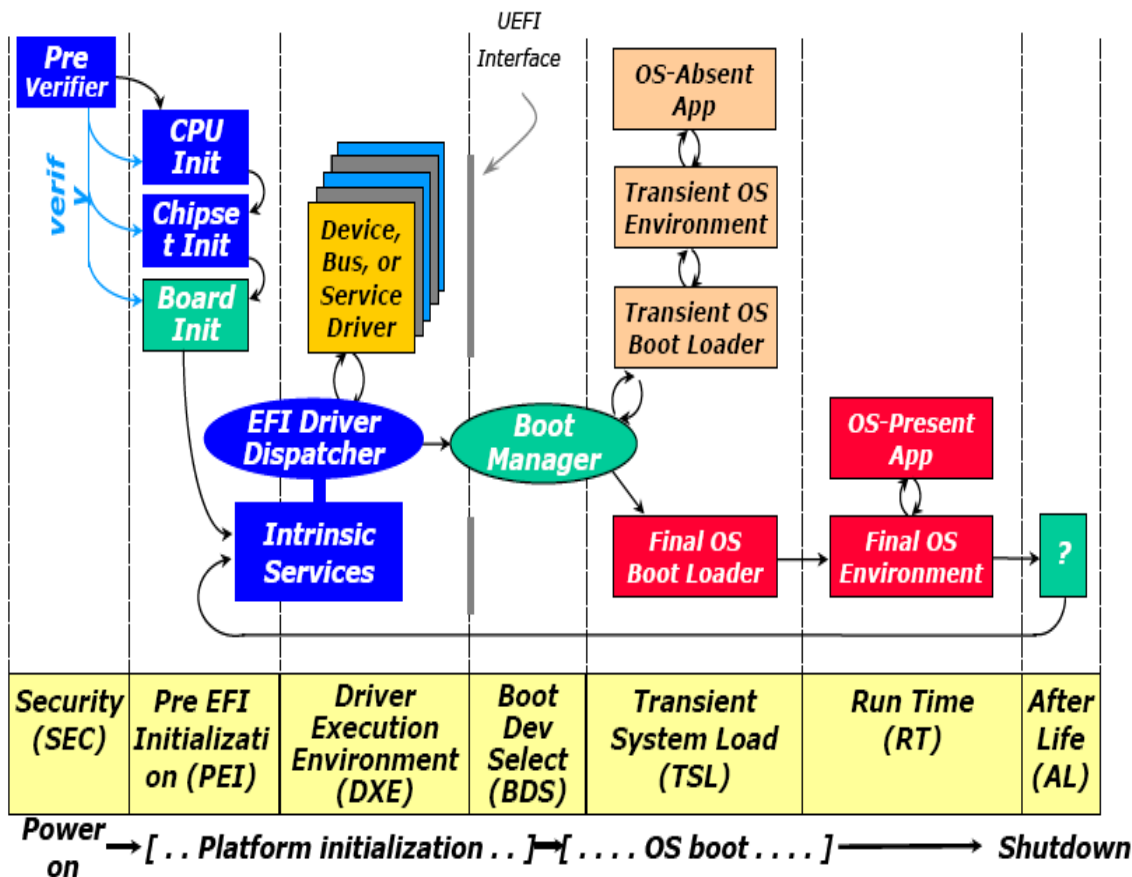 UEFI
Interface
Pre
Verifier
verif
y
CPU
Init
Chipse
t Init
Board
Init
Device,
Bus, or
Service
Driver
EFI Driver
Dispatcher
Intrinsic
Services
Boot
Manager
OS-Absent
App
Transient OS
Environment
Transient OS
Boot Loader
Final OS
Boot Loader
OS-Present
App
Final OS
Environment
?
Security
(SEC)
Pre EFI
Initializati
on (PEI)
Driver
Execution
Environment
(DXE)
Boot
Dev
Select
(BDS)
Transient
System Load
(TSL)
Run Time
(RT)
After
Life
(AL)
Power
on
[ . . Platform initialization . . ]
[ . . . . OS boot . . . . ]
Shutdown